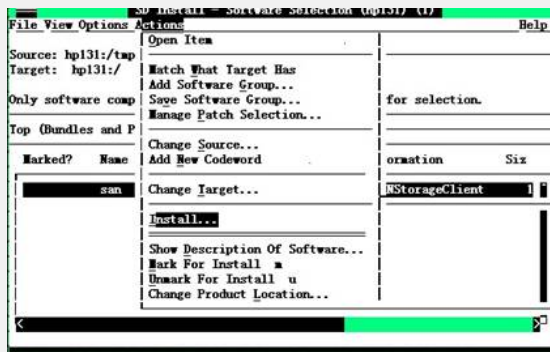 SD Install - Software Selection (hp131) (1)
File View Options Actions Help
Open Item
Source: hp131:/tmp
Target: hp131:/
Match What Target Has
Add Software Group...
Only software comp Save Software Group... for selection.
Manage Patch Selection...
Top (Bundles and P
Change Source...
Marked? Name Add New Codeword ormation Siz
san Change Target... NStorageClient 1
Install...
Show Description Of Software...
Mark For Install m
Unmark For Install u
Change Product Location...